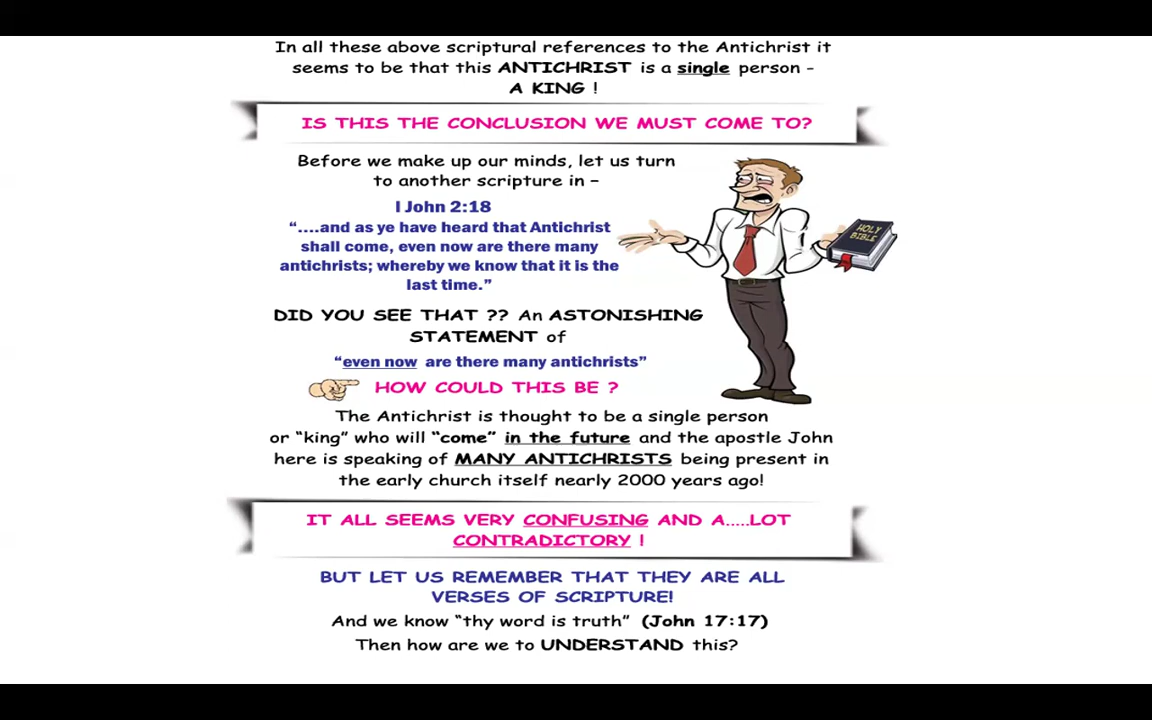 In all these above scriptural references to the Antichrist it
seems to be that this ANTICHRIST is a single person -
A KING !
IS THIS THE CONCLUSION WE MUST COME TO?
Before we make up our minds, let us turn
to another scripture in –
I John 2:18
“....and as ye have heard that Antichrist
shall come, even now are there many
antichrists; whereby we know that it is the
last time.”
HOLY
BIBLE
DID YOU SEE THAT ?? An ASTONISHING
STATEMENT of
“even now are there many antichrists”
HOW COULD THIS BE ?
The Antichrist is thought to be a single person
or “king” who will “come” in the future and the apostle John
here is speaking of MANY ANTICHRISTS being present in
the early church itself nearly 2000 years ago!
IT ALL SEEMS VERY CONFUSING AND A.....LOT
CONTRADICTORY !
BUT LET US REMEMBER THAT THEY ARE ALL
VERSES OF SCRIPTURE!
And we know “thy word is truth” (John 17:17)
Then how are we to UNDERSTAND this?